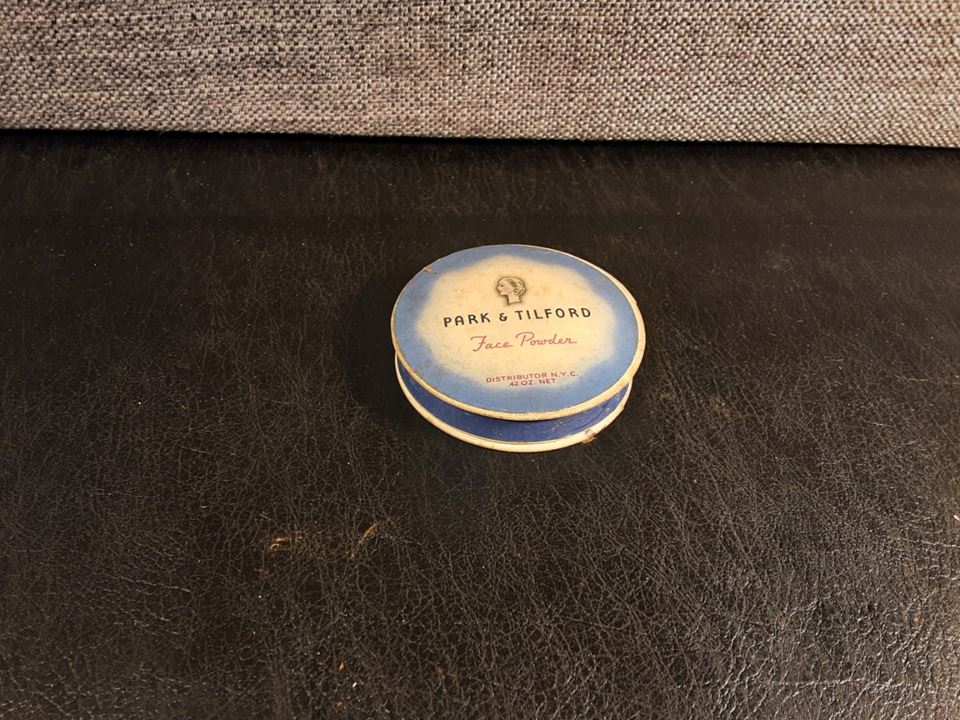 PARK & TILFORD
Face Powder
DISTRIBUTOR N.Y.C.
.42 OZ. NET